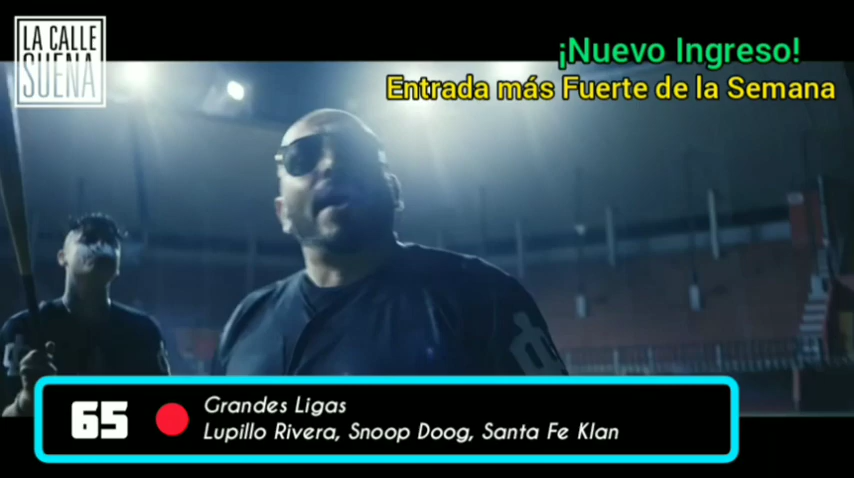 LA CALLE
SUENA
¡Nuevo Ingreso!
Entrada más Fuerte de la Semana
65
Grandes Ligas
Lupillo Rivera, Snoop Doog, Santa Fe Klan